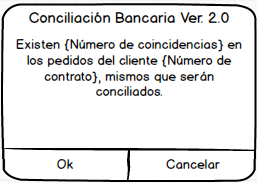 Conciliación Bancaria Ver. 2.0
Existen {Número de coincidencias} en
los pedidos del cliente {Número de
contrato}, mismos que serán
conciliados.
Ok
Cancelar